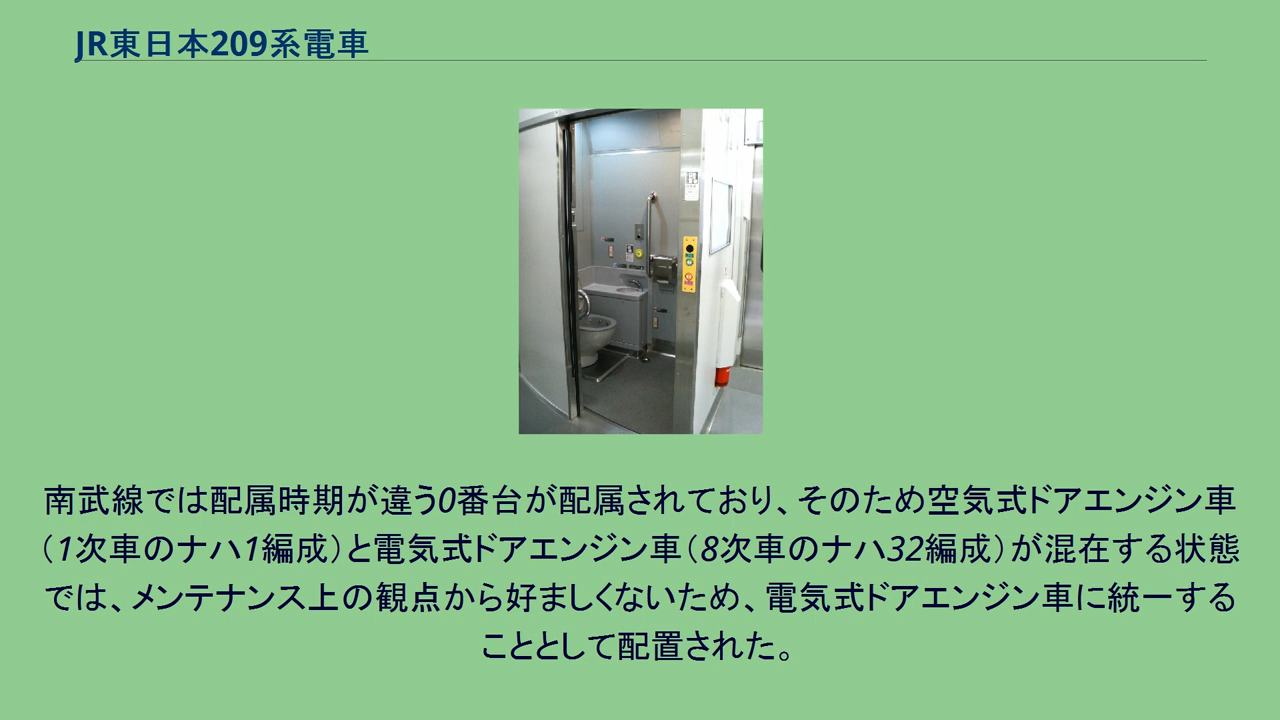 JR東日本209系電車
南武線では配属時期が違う0番台が配属されており、そのため空気式ドアエンジン車
（1次車のナハ1編成）と電気式ドアエンジン車（8次車のナハ32編成）が混在する状態
では、メンテナンス上の観点から好ましくないため、電気式ドアエンジン車に統一する
こととして配置された。